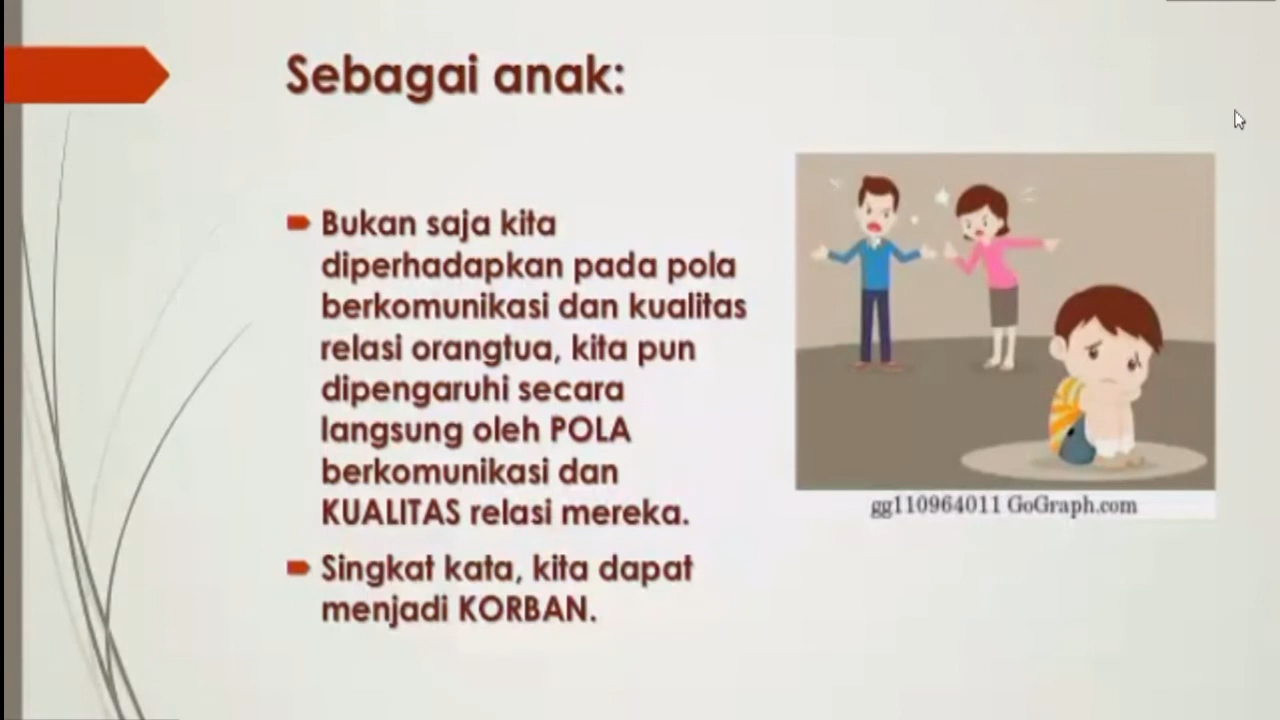 Sebagai anak:
Bukan saja kita
diperhadapkan pada pola
berkomunikasi dan kualitas
relasi orangtua, kita pun
dipengaruhi secara
langsung oleh POLA
berkomunikasi dan
KUALITAS relasi mereka.
Singkat kata, kita dapat
menjadi KORBAN.
gg110964011 GoGraph.com